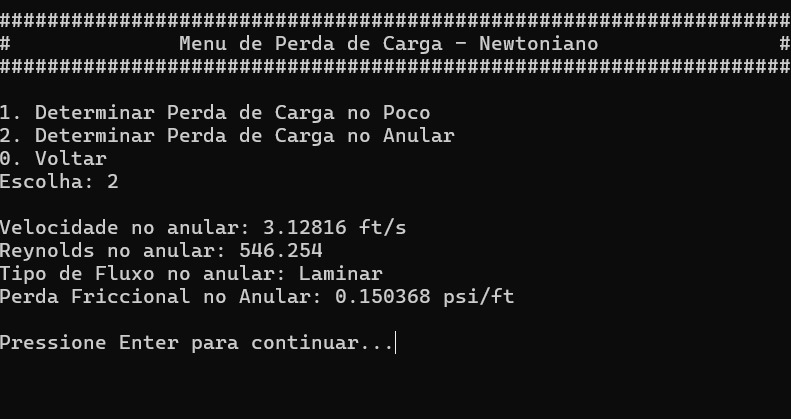 ##################################################################
#              Menu de Perda de Carga - Newtoniano               #
##################################################################
1. Determinar Perda de Carga no Poco
2. Determinar Perda de Carga no Anular
0. Voltar
Escolha: 2
Velocidade no anular: 3.12816 ft/s
Reynolds no anular: 546.254
Tipo de Fluxo no anular: Laminar
Perda Friccional no Anular: 0.150368 psi/ft
Pressione Enter para continuar...